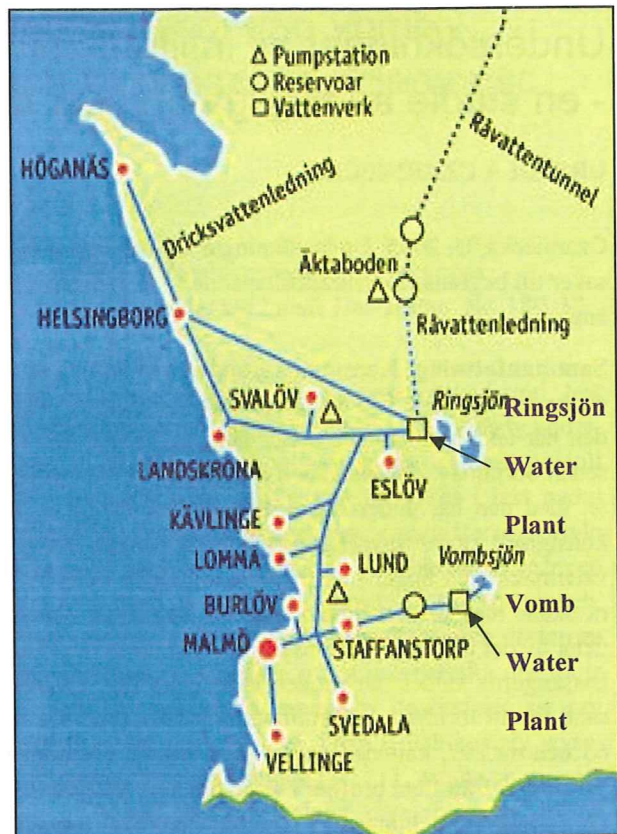 Pumpstation
Reservoar
Vattenverk
Råvattentunnel
HÖGANÄS
Dricksvattenledning
Äktaboden
HELSINGBORG
Råvattenledning
SVALÖV
Ringsjön
Ringsjön
LANDSKRONA
ESLÖV
Water
KÄVLINGE
Plant
LOMMA
LUND
Vombsjön
BURLÖV
Vomb
MALMÖ
STAFFANSTORP
Water
SVEDALA
Plant
VELLINGE